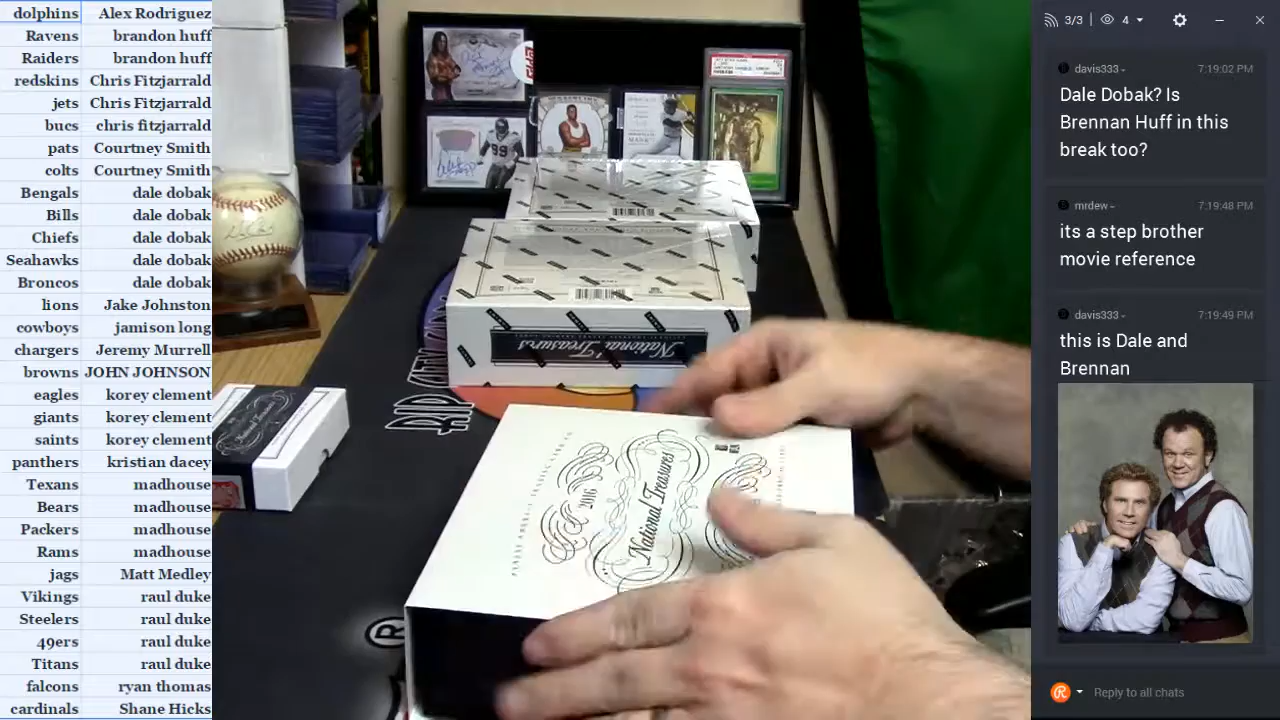 dolphins Alex Rodriguez
Ravens brandon huff
Raiders brandon huff
redskins Chris Fitzjarrald
jets Chris Fitzjarrald
bucs chris fitzjarrald
pats Courtney Smith
colts Courtney Smith
Bengals dale dobak
Bills dale dobak
Chiefs dale dobak
Seahawks dale dobak
Broncos dale dobak
lions Jake Johnston
cowboys jamison long
chargers Jeremy Murrell
browns JOHN JOHNSON
eagles korey clement
giants korey clement
saints korey clement
panthers kristian dacey
Texans madhouse
Bears madhouse
Packers madhouse
Rams madhouse
jags Matt Medley
Vikings raul duke
Steelers raul duke
49ers raul duke
Titans raul duke
falcons ryan thomas
cardinals Shane Hicks
National Treasures
RIP CITY
National Treasures
2016
National Treasures
®
3/3 4
davis333 7:19:02 PM
Dale Dobak? Is
Brennan Huff in this
break too?
mrdew 7:19:48 PM
its a step brother
movie reference
davis333 7:19:49 PM
this is Dale and
Brennan
Reply to all chats